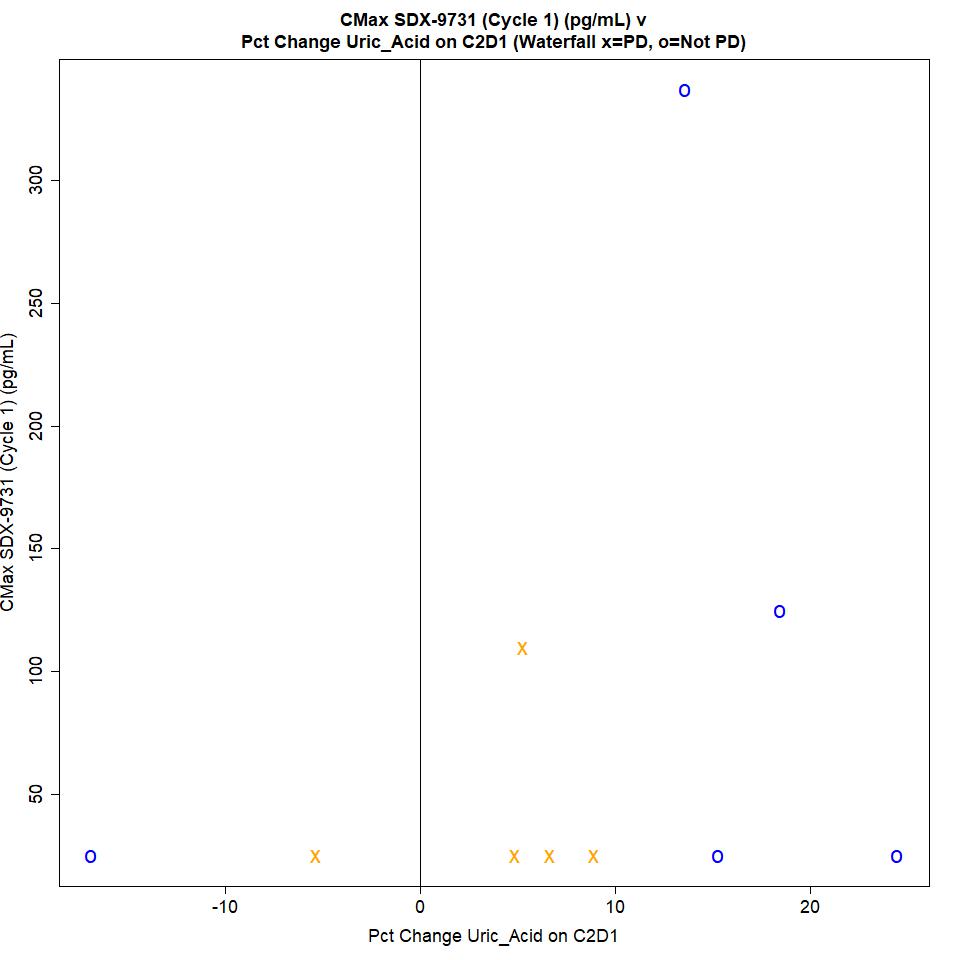 CMax SDX-9731 (Cycle 1) (pg/mL) v
Pct Change Uric_Acid on C2D1 (Waterfall x=PD, o=Not PD)
CMax SDX-9731 (Cycle 1) (pg/mL)
300
250
200
150
100
50
o
o
x
o
x
x
x
x
o
o
-10
0
10
20
Pct Change Uric_Acid on C2D1